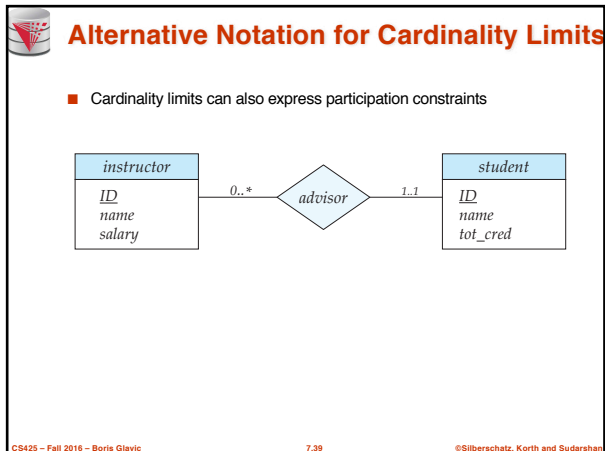 Alternative Notation for Cardinality Limits
■ Cardinality limits can also express participation constraints
instructor
ID
name
salary
0..*
advisor
1..1
student
ID
name
tot_cred
CS425 – Fall 2016 – Boris Glavic
7.39
©Silberschatz, Korth and Sudarshan